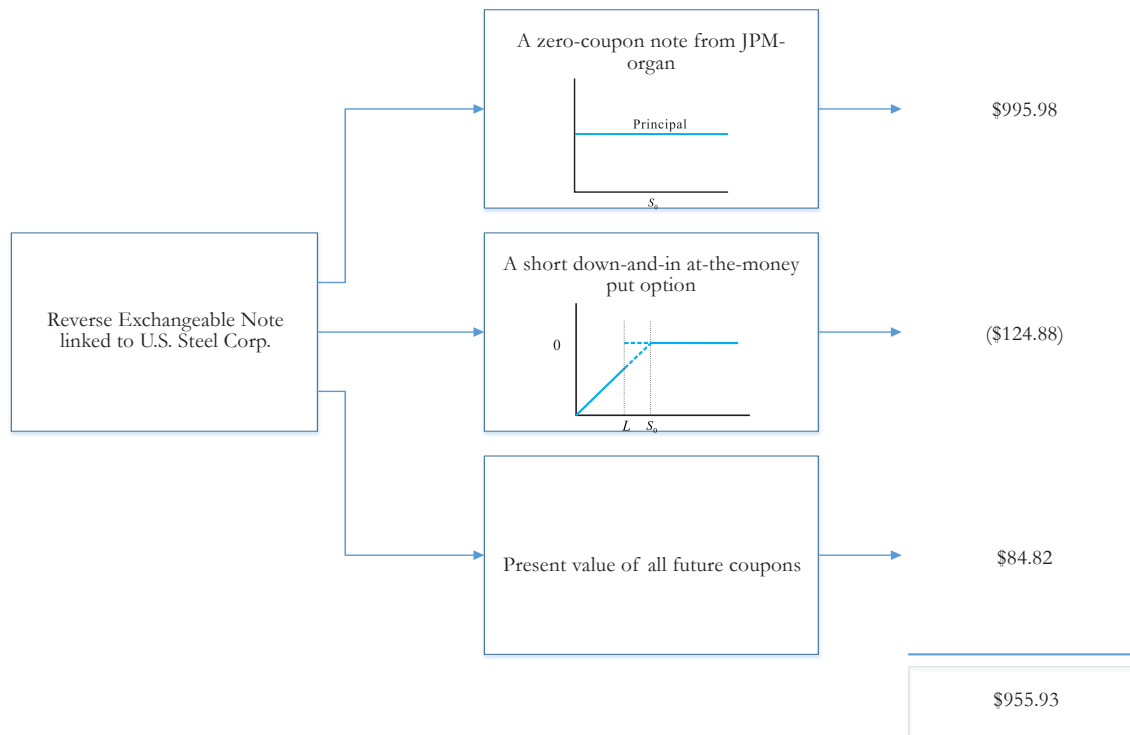 A zero-coupon note from JPM-
organ
Principal
S₀
$995.98
Reverse Exchangeable Note
linked to U.S. Steel Corp.
A short down-and-in at-the-money
put option
0
L S₀
($124.88)
Present value of all future coupons
$84.82
$955.93